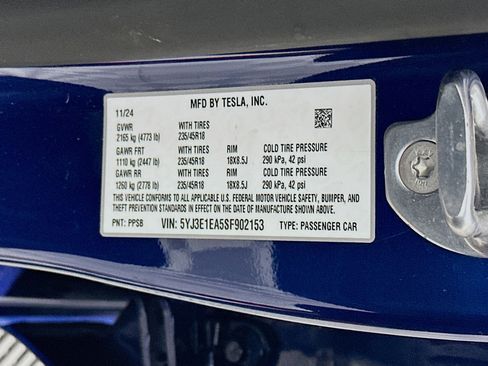 MFD BY TESLA, INC.
11/24
GVWR WITH TIRES
2165 kg (4773 lb) 235/45R18
GAWR FRT WITH TIRES RIM COLD TIRE PRESSURE
1110 kg (2447 lb) 235/45R18 18X8.5J 290 kPa, 42 psi
GAWR RR WITH TIRES RIM COLD TIRE PRESSURE
1260 kg (2778 lb) 235/45R18 18X8.5J 290 kPa, 42 psi
THIS VEHICLE CONFORMS TO ALL APPLICABLE U.S. FEDERAL MOTOR VEHICLE SAFETY, BUMPER, AND
THEFT PREVENTION STANDARDS IN EFFECT ON THE DATE OF MANUFACTURE SHOWN ABOVE.
PNT: PPSB VIN: 5YJ3E1EA5SF902153 TYPE: PASSENGER CAR